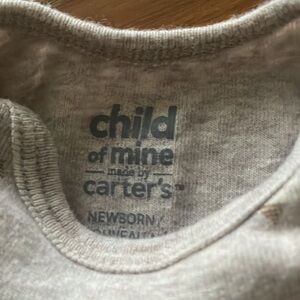 child
of mine
made by
carter's
NEWBORN /